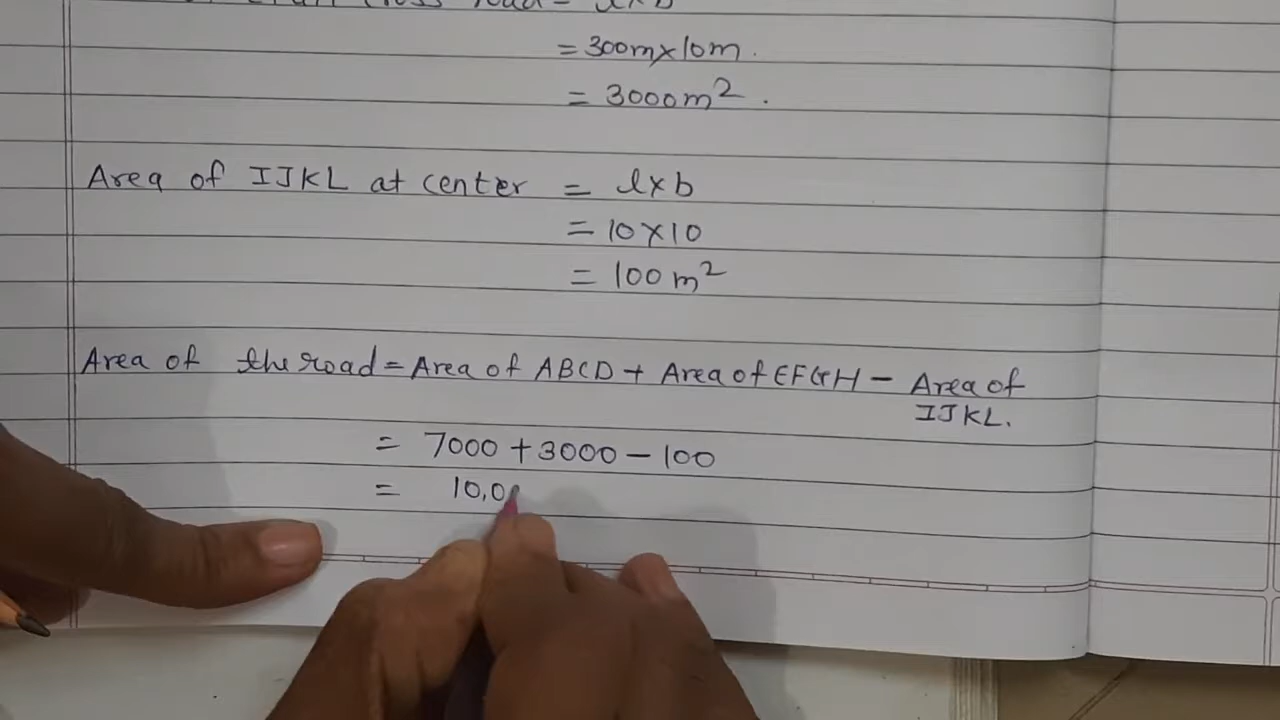 road = l×b
= 300m×10m.
= 3000m².
Area of IJKL at center = l×b
= 10×10
= 100 m²
Area of the road = Area of ABCD + Area of EFGH − Area of IJKL.
= 7000 + 3000 − 100
= 10,0